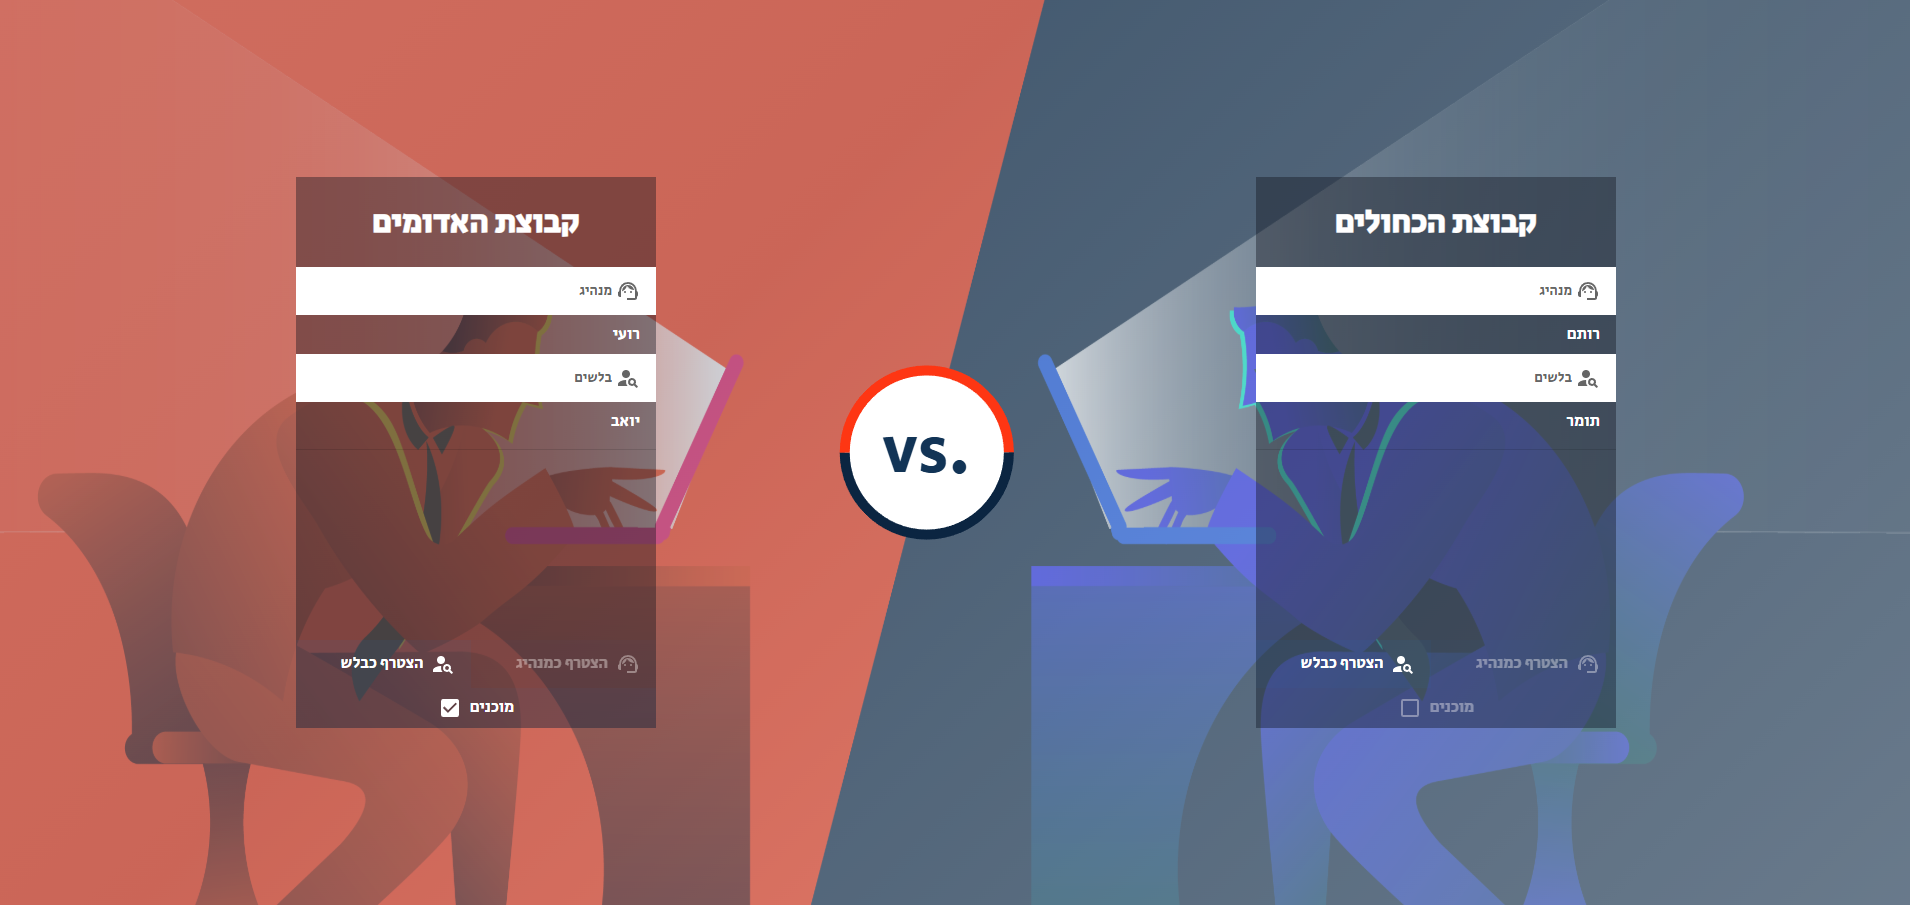 קבוצת הכחולים
מנהיג
רותם
בלשים
תומר
הצטרף כמנהיג
הצטרף כבלש
מוכנים
vs.
קבוצת האדומים
מנהיג
רועי
בלשים
יואב
הצטרף כמנהיג
הצטרף כבלש
מוכנים